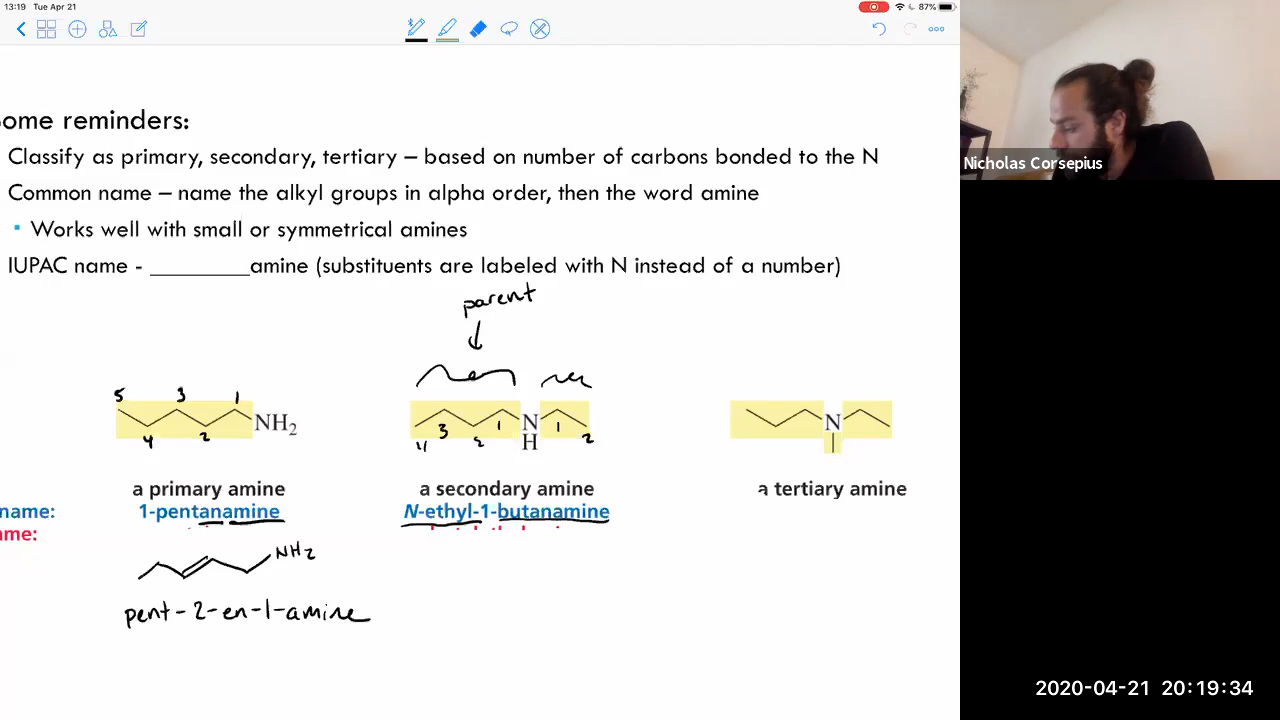 13:19 Tue Apr 21
87%
Some reminders:
Classify as primary, secondary, tertiary – based on number of carbons bonded to the N
Nicholas Corsepius
Common name – name the alkyl groups in alpha order, then the word amine
Works well with small or symmetrical amines
IUPAC name - _________amine (substituents are labeled with N instead of a number)
parent
5 3 1
NH2
4 2
N
H
4 3 2 1 1 2
N
a primary amine
a secondary amine
a tertiary amine
name:
1-pentanamine
N-ethyl-1-butanamine
ame:
NH2
pent-2-en-1-amine
2020-04-21 20:19:34